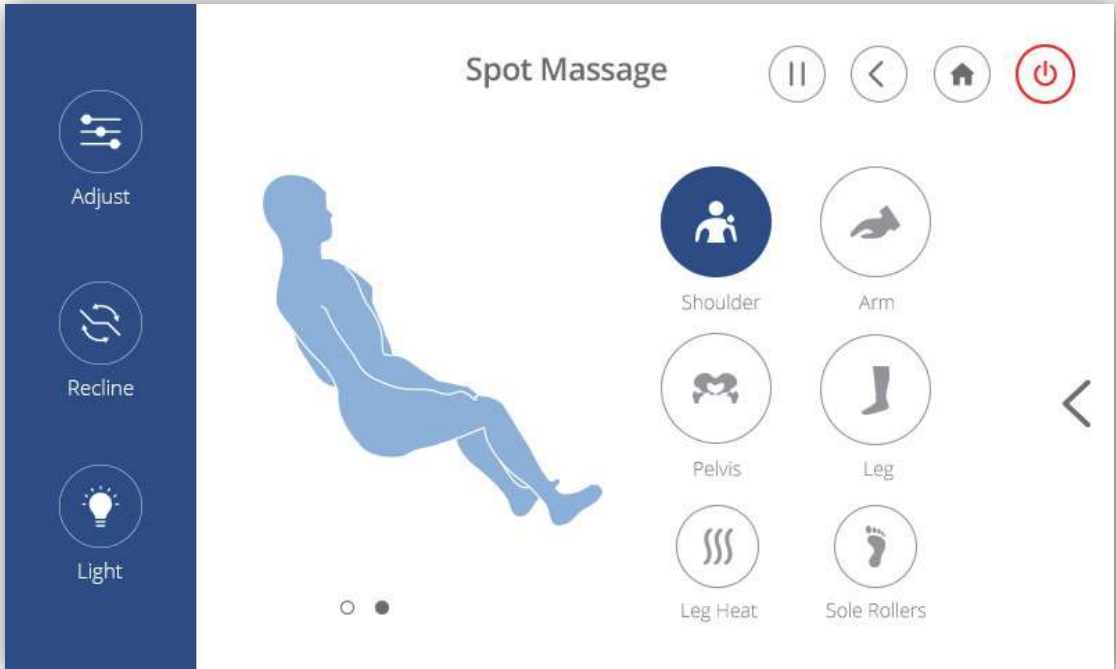 Spot Massage
Adjust
Recline
Light
Shoulder
Arm
Pelvis
Leg
Leg Heat
Sole Rollers